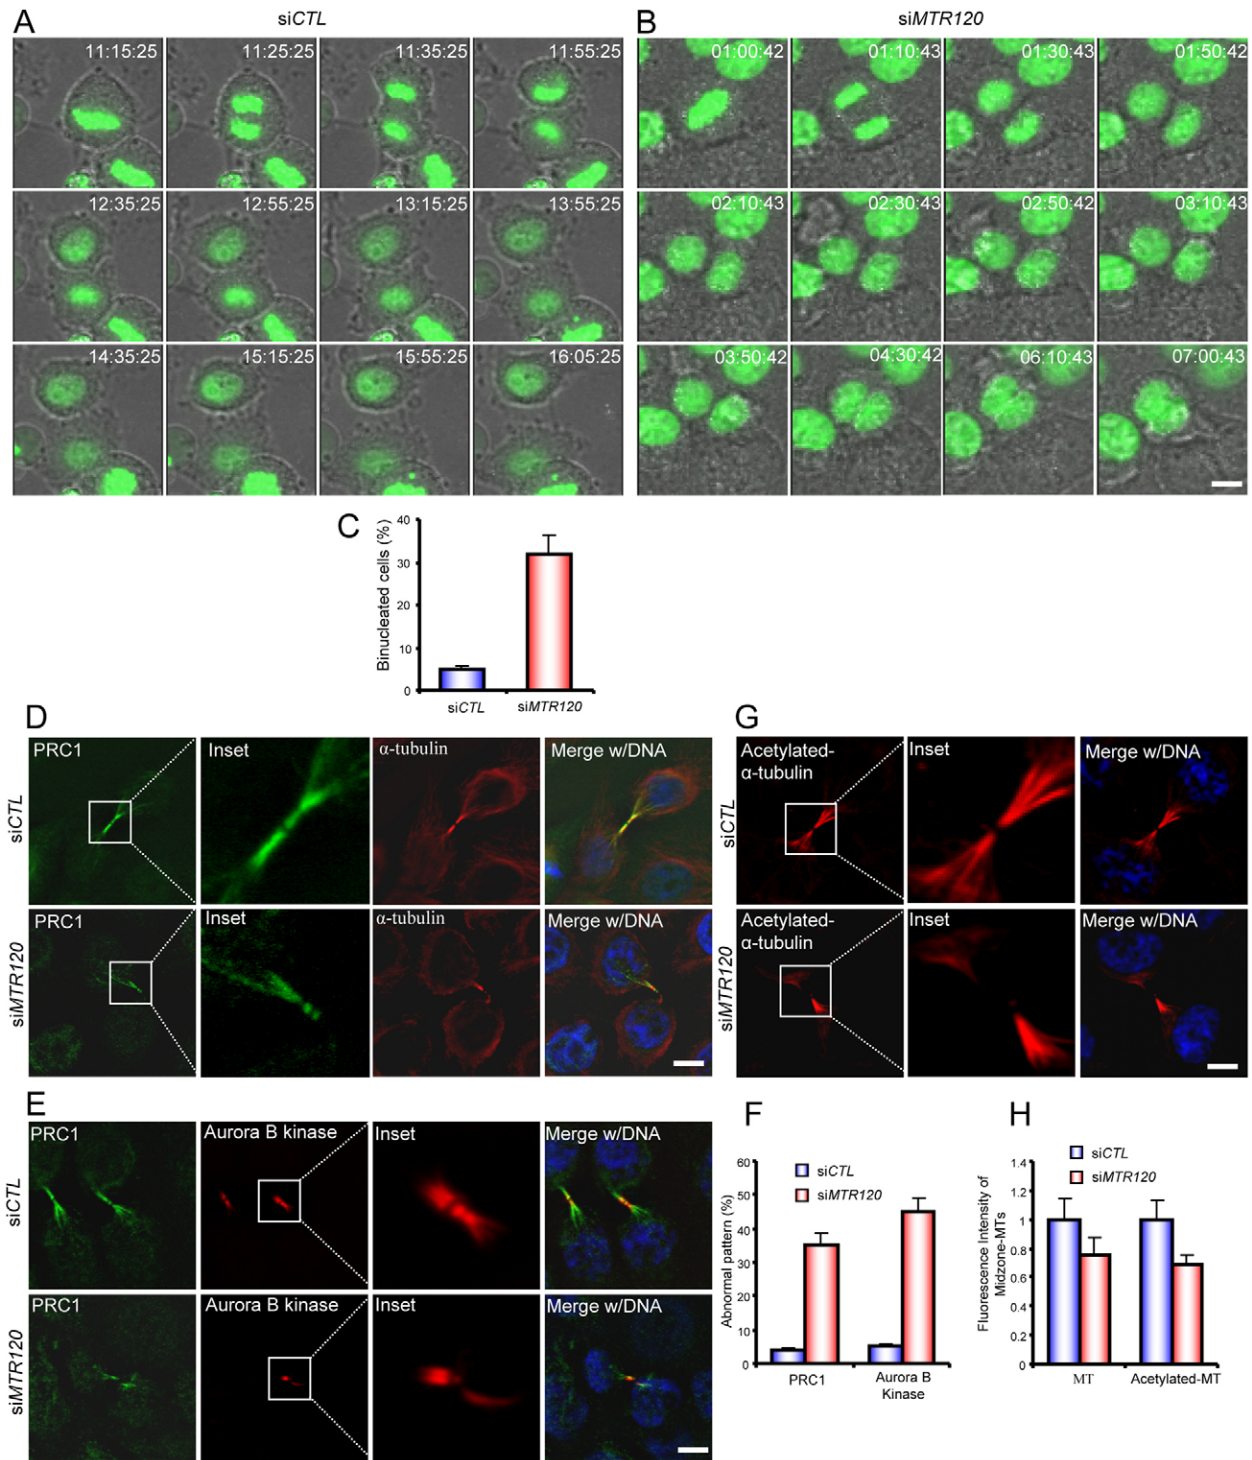 A
siCTL
B
siMTR120
11:15:25
11:25:25
11:35:25
11:55:25
01:00:42
01:10:43
01:30:43
01:50:42
12:35:25
12:55:25
13:15:25
13:55:25
02:10:43
02:30:43
02:50:42
03:10:43
14:35:25
15:15:25
15:55:25
16:05:25
03:50:42
04:30:42
06:10:43
07:00:43
C
Binucleated cells (%)
40
30
20
10
0
siCTL
siMTR120
D
siCTL
PRC1
Inset
α-tubulin
Merge w/DNA
siMTR120
PRC1
Inset
α-tubulin
Merge w/DNA
G
siCTL
Acetylated-
α-tubulin
Inset
Merge w/DNA
siMTR120
Acetylated-
α-tubulin
Inset
Merge w/DNA
E
siCTL
PRC1
Aurora B kinase
Inset
Merge w/DNA
siMTR120
PRC1
Aurora B kinase
Inset
Merge w/DNA
F
Abnormal pattern (%)
60
50
40
30
20
10
0
siCTL
siMTR120
PRC1
Aurora B
Kinase
H
Fluorescence Intensity of
Midzone-MTs
1.4
1.2
1
0.8
0.6
0.4
0.2
0
siCTL
siMTR120
MT
Acetylated-MT